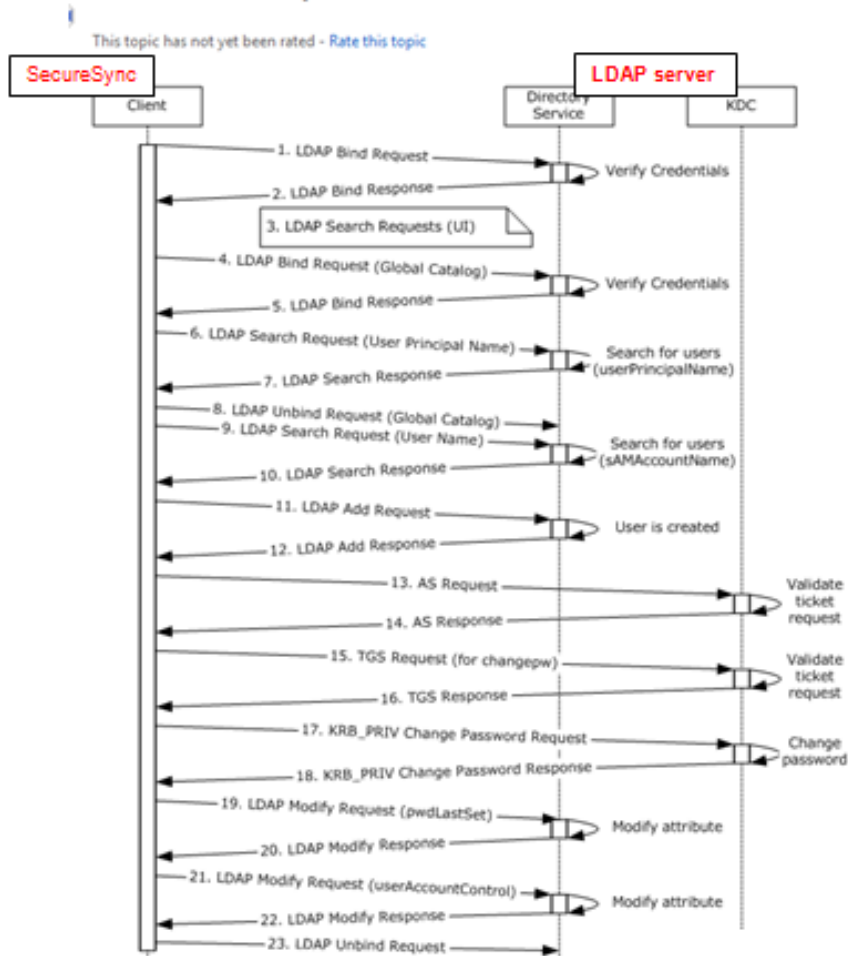 This topic has not yet been rated - Rate this topic
SecureSync
LDAP server
Client
Directory
Service
KDC
1. LDAP Bind Request
Verify Credentials
2. LDAP Bind Response
3. LDAP Search Requests (UI)
4. LDAP Bind Request (Global Catalog)
Verify Credentials
5. LDAP Bind Response
6. LDAP Search Request (User Principal Name)
Search for users
(userPrincipalName)
7. LDAP Search Response
8. LDAP Unbind Request (Global Catalog)
9. LDAP Search Request (User Name)
Search for users
(sAMAccountName)
10. LDAP Search Response
11. LDAP Add Request
User is created
12. LDAP Add Response
13. AS Request
Validate
ticket
request
14. AS Response
15. TGS Request (for changepw)
Validate
ticket
request
16. TGS Response
17. KRB_PRIV Change Password Request
Change
password
18. KRB_PRIV Change Password Response
19. LDAP Modify Request (pwdLastSet)
Modify attribute
20. LDAP Modify Response
21. LDAP Modify Request (userAccountControl)
Modify attribute
22. LDAP Modify Response
23. LDAP Unbind Request